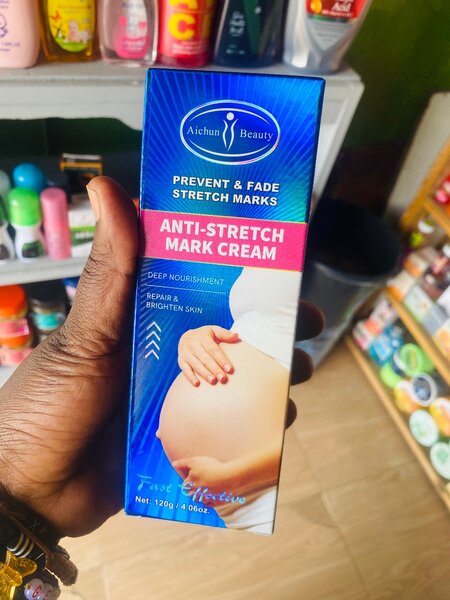 Aichun Beauty
PREVENT & FADE
STRETCH MARKS
ANTI-STRETCH
MARK CREAM
DEEP NOURISHMENT
REPAIR &
BRIGHTEN SKIN
Fast Effective
Net: 120g / 4.06oz.
Acid